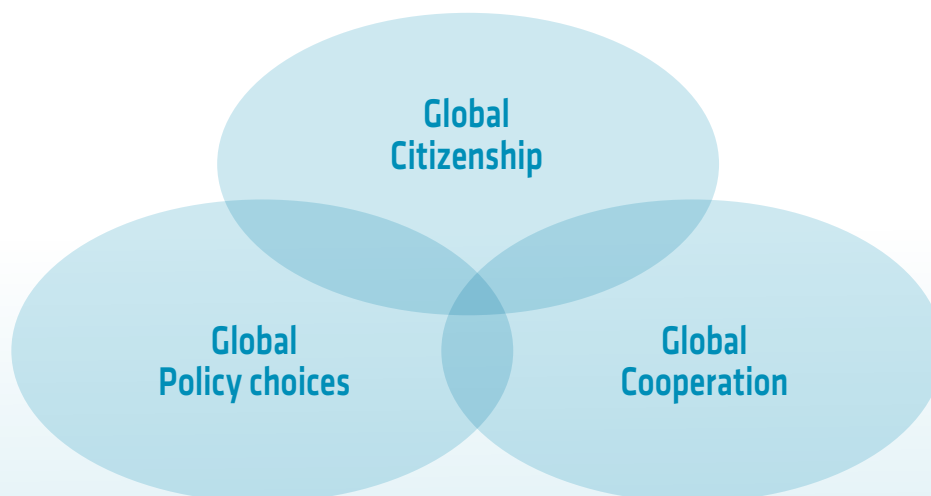 Global
Citizenship
Global
Policy choices
Global
Cooperation